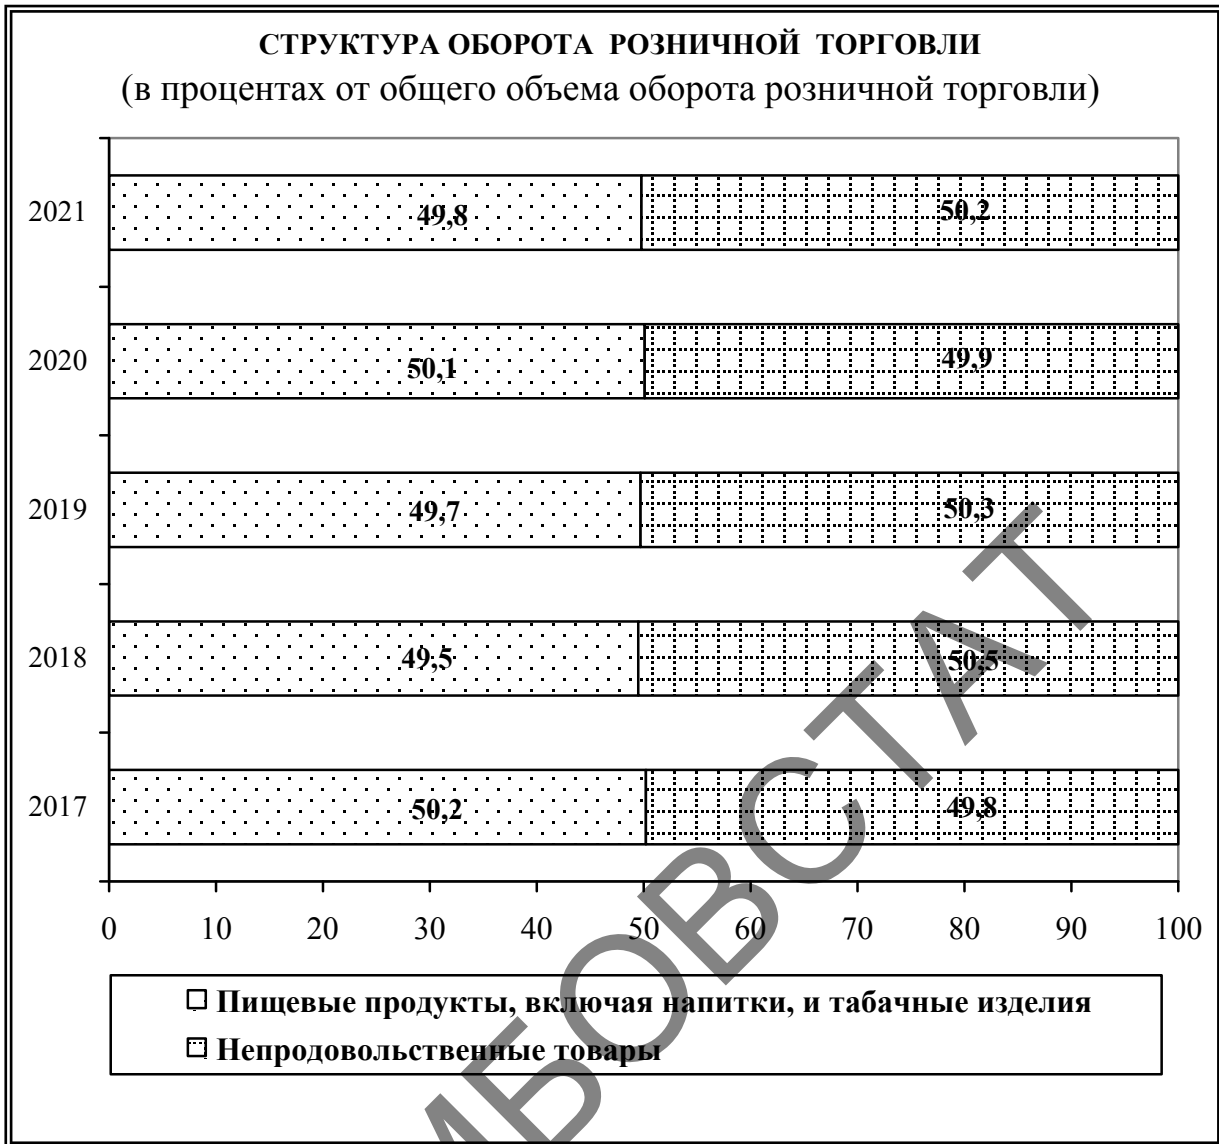 СТРУКТУРА ОБОРОТА РОЗНИЧНОЙ ТОРГОВЛИ
(в процентах от общего объема оборота розничной торговли)
2021 49,8 50,2
2020 50,1 49,9
2019 49,7 50,3
2018 49,5 50,5
2017 50,2 49,8
0 10 20 30 40 50 60 70 80 90 100
Пищевые продукты, включая напитки, и табачные изделия
Непродовольственные товары
МБОВСТАТ